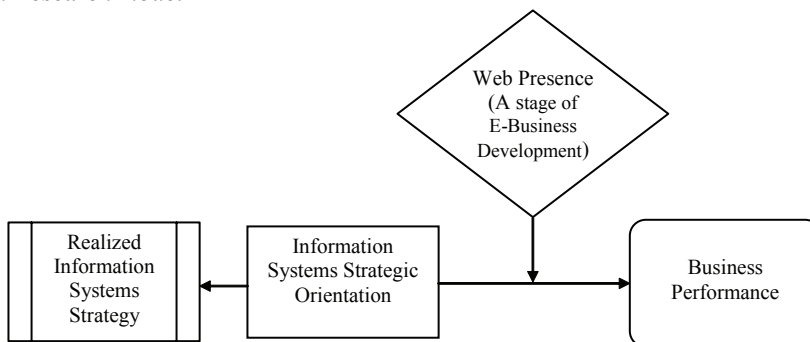 Web Presence
(A stage of
E-Business
Development)
Realized
Information
Systems
Strategy
Information
Systems Strategic
Orientation
Business
Performance